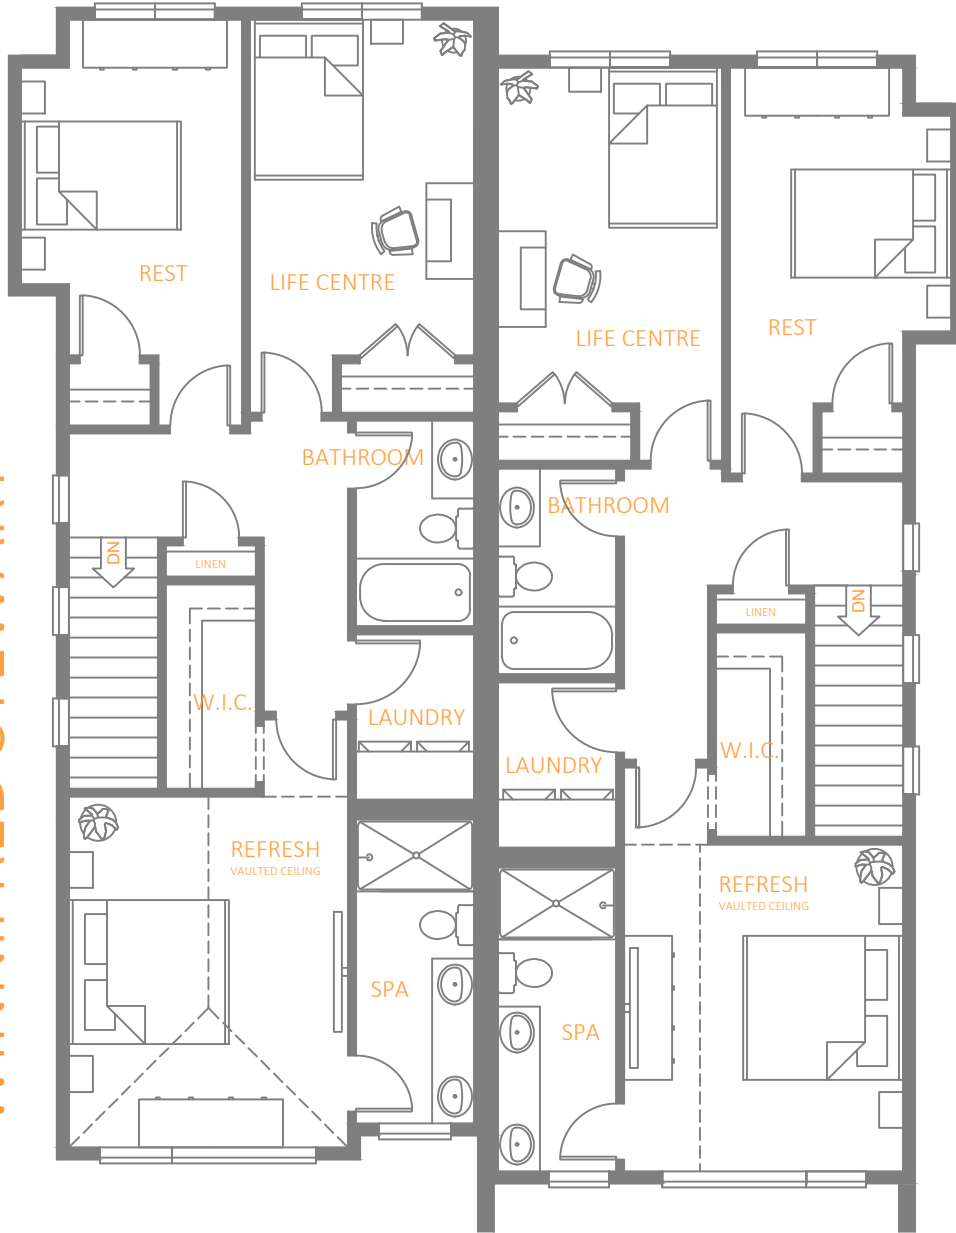 REST
LIFE CENTRE
BATHROOM
DN
LINEN
W.I.C.
LAUNDRY
REFRESH
VAULTED CEILING
SPA
LIFE CENTRE
REST
BATHROOM
DN
LINEN
W.I.C.
LAUNDRY
REFRESH
VAULTED CEILING
SPA